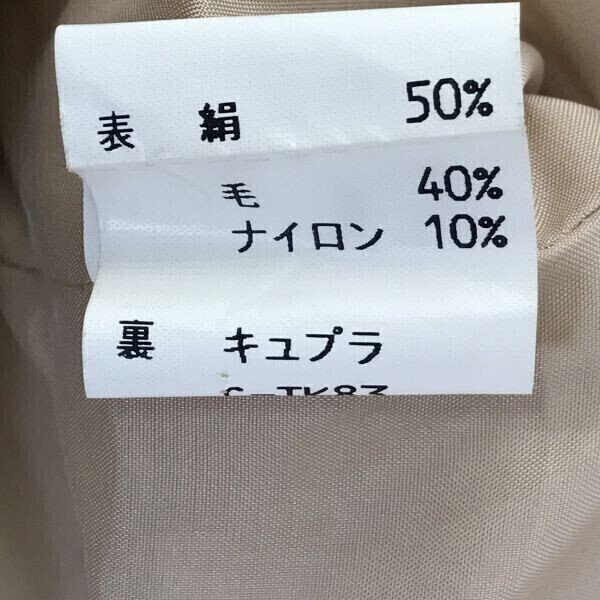 表 絹 50%
毛 40%
ナイロン 10%
裏 キュプラ